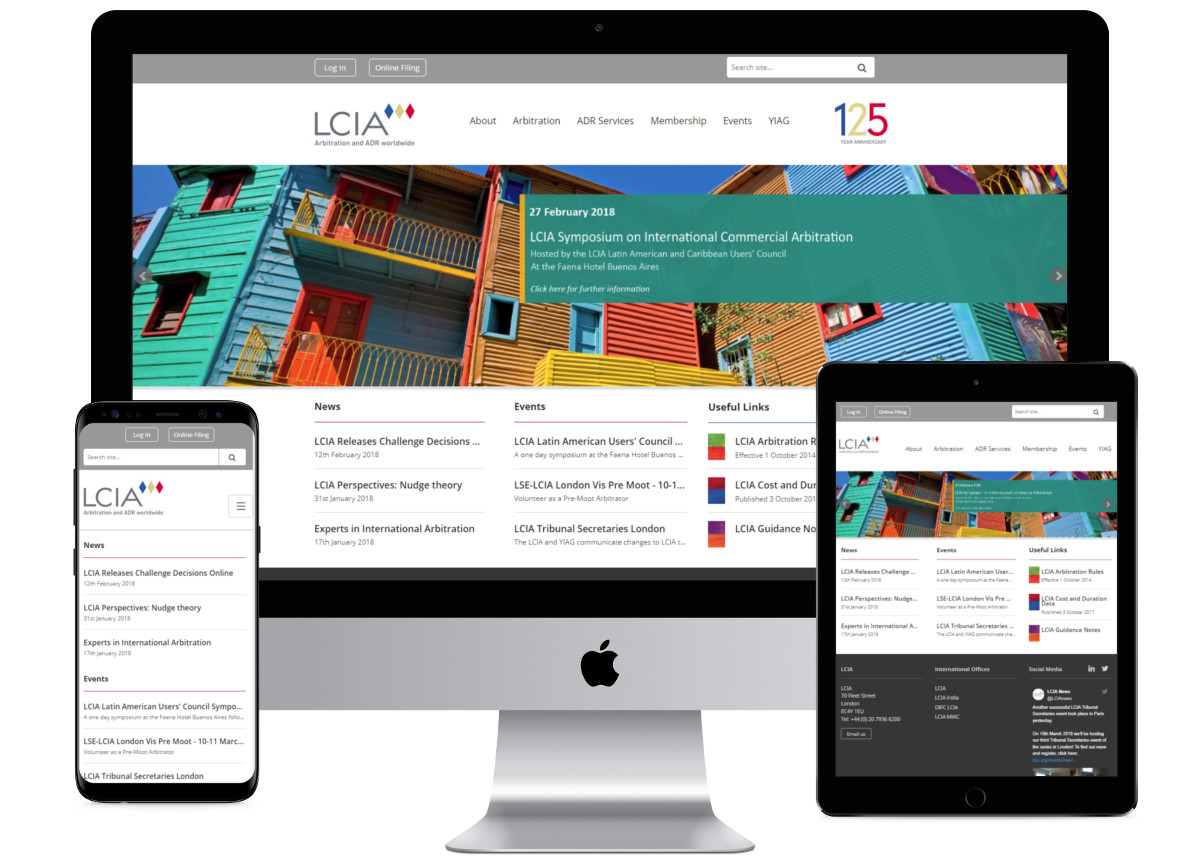 Log In
Online Filing
Search site...
LCIA
Arbitration and ADR worldwide
About
Arbitration
ADR Services
Membership
Events
YIAG
125
YEAR ANNIVERSARY
27 February 2018
LCIA Symposium on International Commercial Arbitration
Hosted by the LCIA Latin American and Caribbean Users' Council
At the Faena Hotel Buenos Aires
Click here for further information
News
LCIA Releases Challenge Decisions ...
12th February 2018
LCIA Perspectives: Nudge theory
31st January 2018
Experts in International Arbitration
17th January 2018
Events
LCIA Latin American Users' Council ...
A one day symposium at the Faena Hotel Buenos ...
LSE-LCIA London Vis Pre Moot - 10-1...
Volunteer as a Pre-Moot Arbitrator
LCIA Tribunal Secretaries London
The LCIA and YIAG communicate changes to LCIA t...
Useful Links
LCIA Arbitration R
Effective 1 October 2014
LCIA Cost and Dur
Published 3 October 201
LCIA Guidance No
Log In
Online Filing
Search site...
LCIA
Arbitration and ADR worldwide
News
LCIA Releases Challenge Decisions Online
12th February 2018
LCIA Perspectives: Nudge theory
31st January 2018
Experts in International Arbitration
17th January 2018
Events
LCIA Latin American Users' Council Sympo...
A one day symposium at the Faena Hotel Buenos Aires follo...
LSE-LCIA London Vis Pre Moot - 10-11 Marc...
Volunteer as a Pre-Moot Arbitrator
LCIA Tribunal Secretaries London
Log In
Online Filing
Search site...
LCIA
Arbitration and ADR worldwide
About
Arbitration
ADR Services
Membership
Events
YIAG
27 February 2018
LCIA Symposium on International Commercial Arbitration
News
LCIA Releases Challenge ...
12th February 2018
LCIA Perspectives: Nudge...
31st January 2018
Experts in International A...
17th January 2018
Events
LCIA Latin American User...
A one day symposium at the Faena ...
LSE-LCIA London Vis Pre ...
Volunteer as a Pre-Moot Arbitrator
LCIA Tribunal Secretaries ...
The LCIA and YIAG communicate cha...
Useful Links
LCIA Arbitration Rules
Effective 1 October 2014
LCIA Cost and Duration
Data
Published 3 October 2017
LCIA Guidance Notes
LCIA
LCIA
70 Fleet Street
London
EC4Y 1EU
Tel: +44 (0) 20 7936 6200
Email us
International Offices
LCIA
LCIA India
DIFC LCIA
LCIA MIAC
Social Media
LCIA News
@LCIAnews
Another successful LCIA Tribunal
Secretaries event took place in Paris
yesterday
On 15th March 2018 we'll be hosting
our third Tribunal Secretaries event of
the series in London! To find out more
and register, click here: